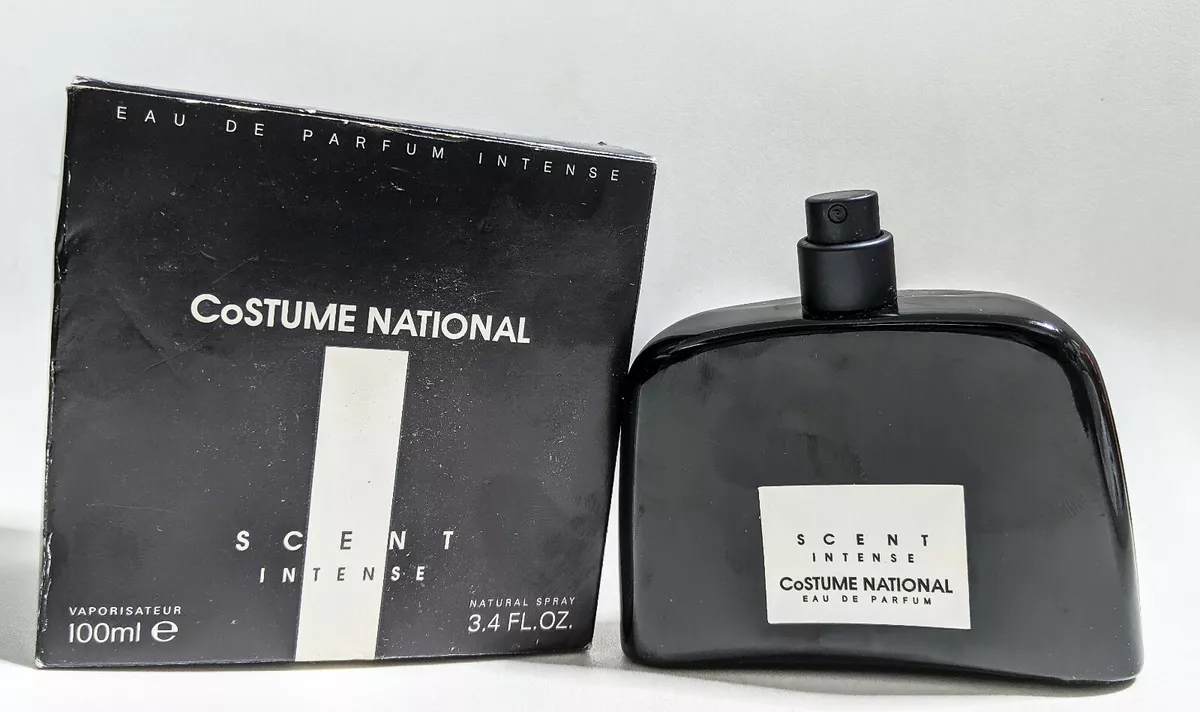 EAU DE PARFUM INTENSE
CoSTUME NATIONAL
SCENT
INTENSE
VAPORISATEUR
100ml e
NATURAL SPRAY
3.4 FL.OZ.
SCENT
INTENSE
CoSTUME NATIONAL
EAU DE PARFUM